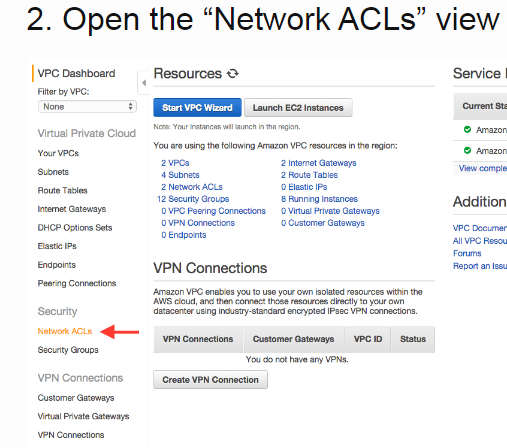 2. Open the “Network ACLs” view
VPC Dashboard
Filter by VPC:
None
Virtual Private Cloud
Your VPCs
Subnets
Route Tables
Internet Gateways
DHCP Options Sets
Elastic IPs
Endpoints
Peering Connections
Security
Network ACLs
Security Groups
VPN Connections
Customer Gateways
Virtual Private Gateways
VPN Connections
Resources
Start VPC Wizard Launch EC2 Instances
Note: Your Instances will launch in the region.
You are using the following Amazon VPC resources in the region:
2 VPCs 2 Internet Gateways
4 Subnets 2 Route Tables
2 Network ACLs 0 Elastic IPs
12 Security Groups 8 Running Instances
0 VPC Peering Connections 0 Virtual Private Gateways
0 VPN Connections 0 Customer Gateways
0 Endpoints
VPN Connections
Amazon VPC enables you to use your own isolated resources within the
AWS cloud, and then connect those resources directly to your own
datacenter using industry-standard encrypted IPsec VPN connections.
VPN Connections Customer Gateways VPC ID Status
You do not have any VPNs.
Create VPN Connection
Service
Current Sta
Amazon
Amazon
View comple
Addition
VPC Documen
All VPC Resou
Forums
Report an Issu